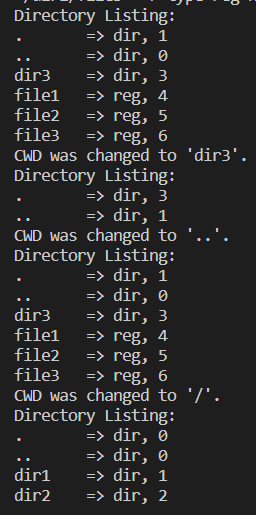 Directory Listing:
.      => dir, 1
..     => dir, 0
dir3   => dir, 3
file1  => reg, 4
file2  => reg, 5
file3  => reg, 6
CWD was changed to 'dir3'.
Directory Listing:
.      => dir, 3
..     => dir, 1
CWD was changed to '..'.
Directory Listing:
.      => dir, 1
..     => dir, 0
dir3   => dir, 3
file1  => reg, 4
file2  => reg, 5
file3  => reg, 6
CWD was changed to '/'.
Directory Listing:
.      => dir, 0
..     => dir, 0
dir1   => dir, 1
dir2   => dir, 2